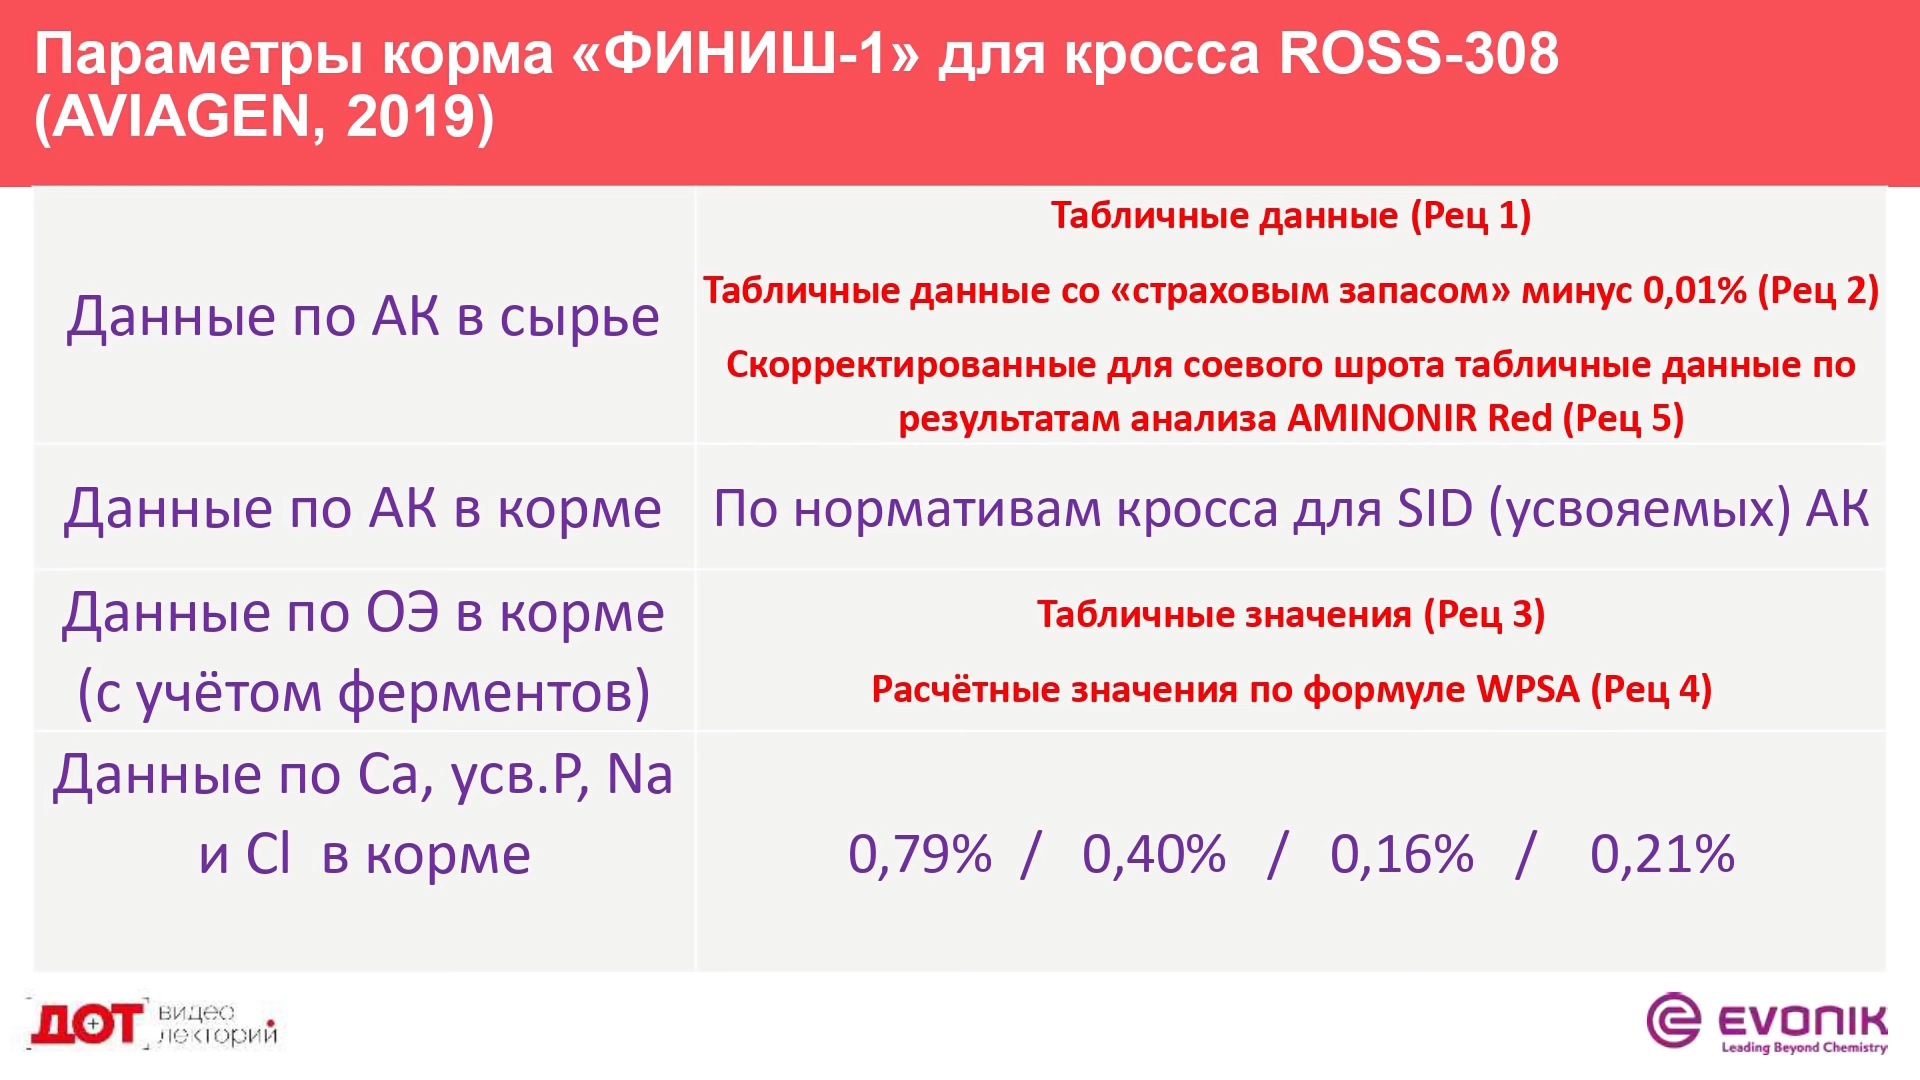 Параметры корма «ФИНИШ-1» для кросса ROSS-308
(AVIAGEN, 2019)
Данные по АК в сырье
Табличные данные (Рец 1)
Табличные данные со «страховым запасом» минус 0,01% (Рец 2)
Скорректированные для соевого шрота табличные данные по
результатам анализа AMINONIR Red (Рец 5)
Данные по АК в корме
По нормативам кросса для SID (усвояемых) АК
Данные по ОЭ в корме
(с учётом ферментов)
Табличные значения (Рец 3)
Расчётные значения по формуле WPSA (Рец 4)
Данные по Ca, усв.P, Na
и Cl в корме
0,79% / 0,40% / 0,16% / 0,21%
ДОТ видео
лекторий
EVONIK
Leading Beyond Chemistry